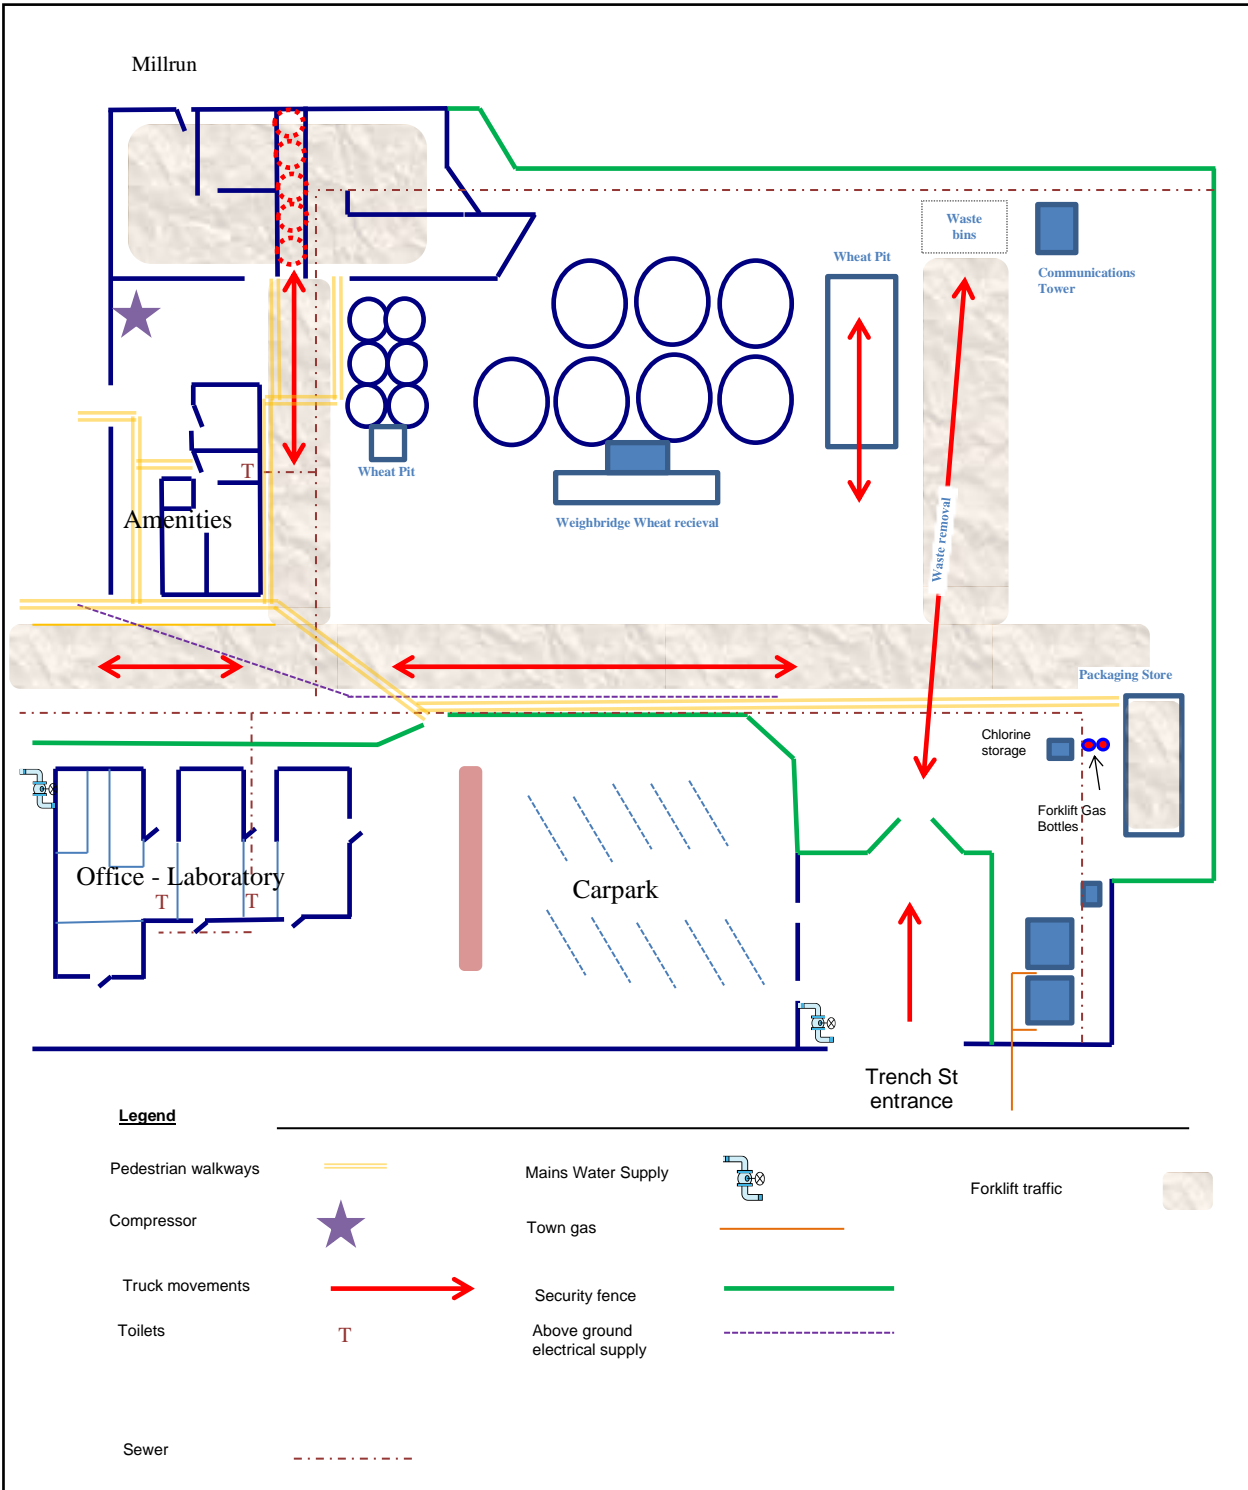 Millrun
Waste
bins
Wheat Pit
Communications
Tower
T
Wheat Pit
Amenities
Weighbridge Wheat recieval
Waste removal
Packaging Store
Chlorine
storage
Forklift Gas
Bottles
Office - Laboratory
T
T
Carpark
Trench St
entrance
Legend
Pedestrian walkways
Mains Water Supply
Forklift traffic
Compressor
Town gas
Truck movements
Security fence
Toilets
T
Above ground
electrical supply
Sewer